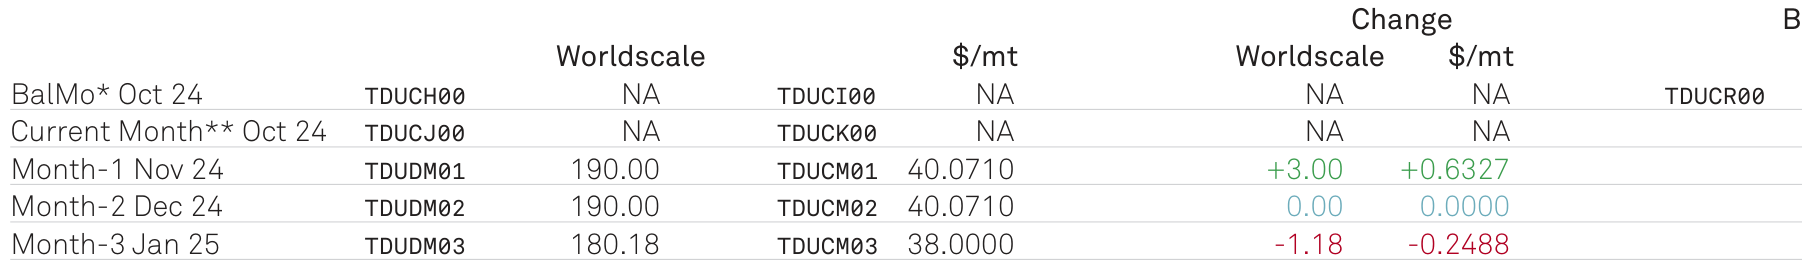 Change B
Worldscale $/mt Worldscale $/mt
BalMo* Oct 24 TDUCH00 NA TDUCI00 NA NA NA TDUCR00
Current Month** Oct 24 TDUCJ00 NA TDUCK00 NA NA NA
Month-1 Nov 24 TDUDM01 190.00 TDUCM01 40.0710 +3.00 +0.6327
Month-2 Dec 24 TDUDM02 190.00 TDUCM02 40.0710 0.00 0.0000
Month-3 Jan 25 TDUDM03 180.18 TDUCM03 38.0000 -1.18 -0.2488